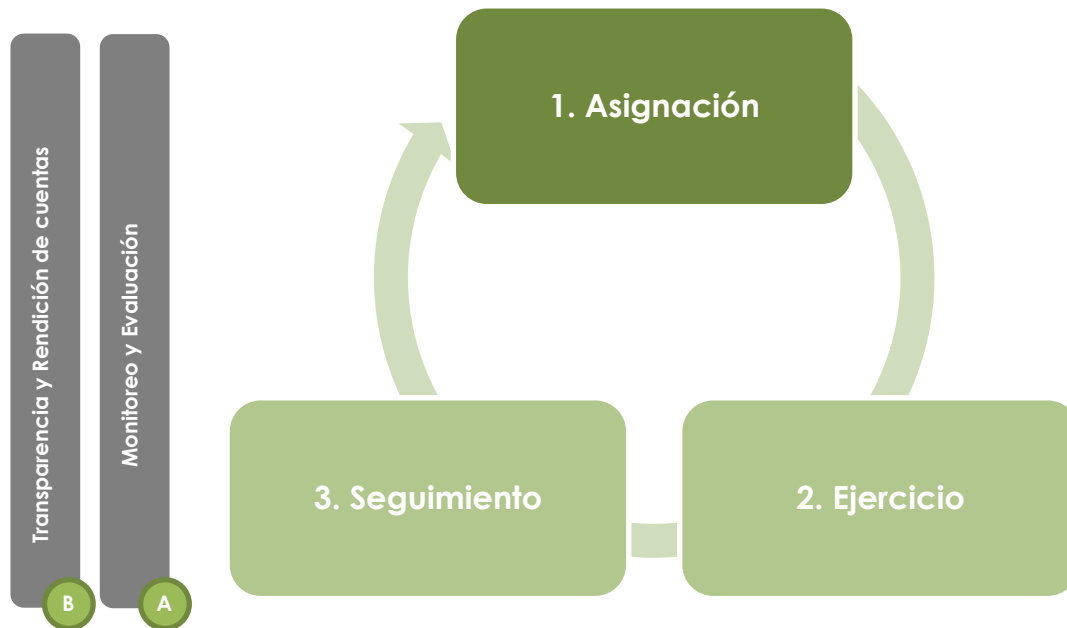 Transparencia y Rendición de cuentas
B
Monitoreo y Evaluación
A
1. Asignación
3. Seguimiento
2. Ejercicio